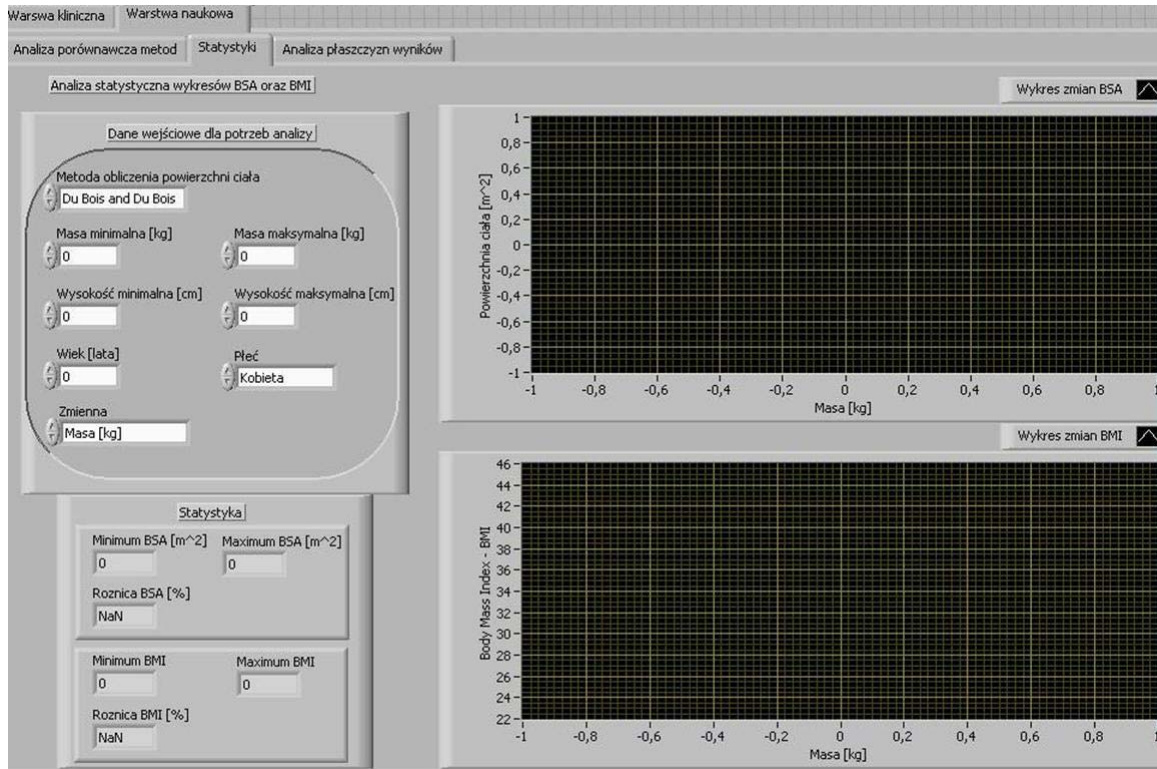 Warswa kliniczna Warstwa naukowa
Analiza porównawcza metod Statystyki Analiza płaszczyzn wyników
Analiza statystyczna wykresów BSA oraz BMI
Dane wejściowe dla potrzeb analizy
Metoda obliczenia powierzchni ciała
Du Bois and Du Bois
Masa minimalna [kg] Masa maksymalna [kg]
0 0
Wysokość minimalna [cm] Wysokość maksymalna [cm]
0 0
Wiek [lata] Płeć
0 Kobieta
Zmienna
Masa [kg]
Statystyka
Minimum BSA [m^2] Maximum BSA [m^2]
0 0
Roznica BSA [%]
NaN
Minimum BMI Maximum BMI
0 0
Roznica BMI [%]
NaN
Wykres zmian BSA
Powierzchnia ciała [m^2]
1
0,8
0,6
0,4
0,2
0
-0,2
-0,4
-0,6
-0,8
-1
-1 -0,8 -0,6 -0,4 -0,2 0 0,2 0,4 0,6 0,8 1
Masa [kg]
Wykres zmian BMI
Body Mass Index - BMI
46
44
42
40
38
36
34
32
30
28
26
24
22
-1 -0,8 -0,6 -0,4 -0,2 0 0,2 0,4 0,6 0,8 1
Masa [kg]